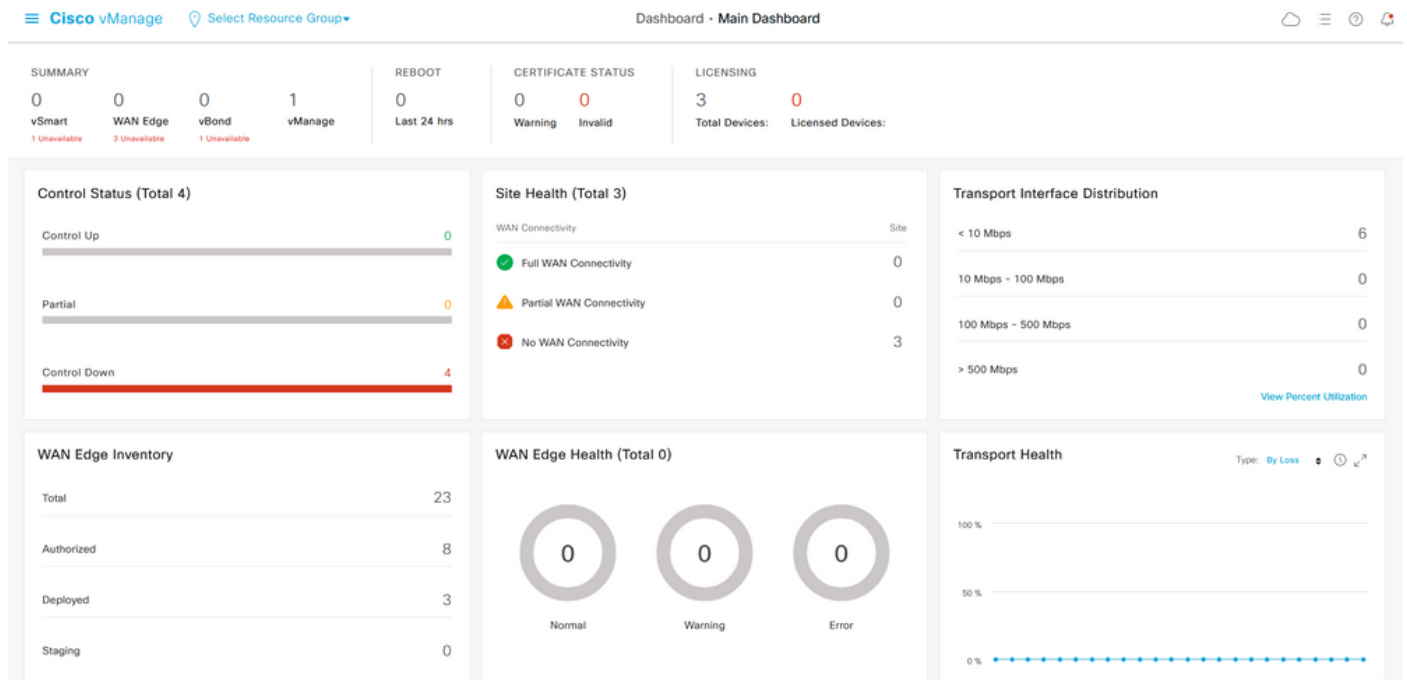 Cisco vManage Select Resource Group Dashboard · Main Dashboard
SUMMARY REBOOT CERTIFICATE STATUS LICENSING
0 0 0 1 0 0 0 3 0
vSmart WAN Edge vBond vManage Last 24 hrs Warning Invalid Total Devices: Licensed Devices:
1 Unavailable 3 Unavailable 1 Unavailable
Control Status (Total 4)
Control Up 0
Partial 0
Control Down 4
Site Health (Total 3)
WAN Connectivity Site
Full WAN Connectivity 0
Partial WAN Connectivity 0
No WAN Connectivity 3
Transport Interface Distribution
< 10 Mbps 6
10 Mbps - 100 Mbps 0
100 Mbps - 500 Mbps 0
> 500 Mbps 0
View Percent Utilization
WAN Edge Inventory
Total 23
Authorized 8
Deployed 3
Staging 0
WAN Edge Health (Total 0)
0 0 0
Normal Warning Error
Transport Health Type: By Loss
100 %
50 %
0 %